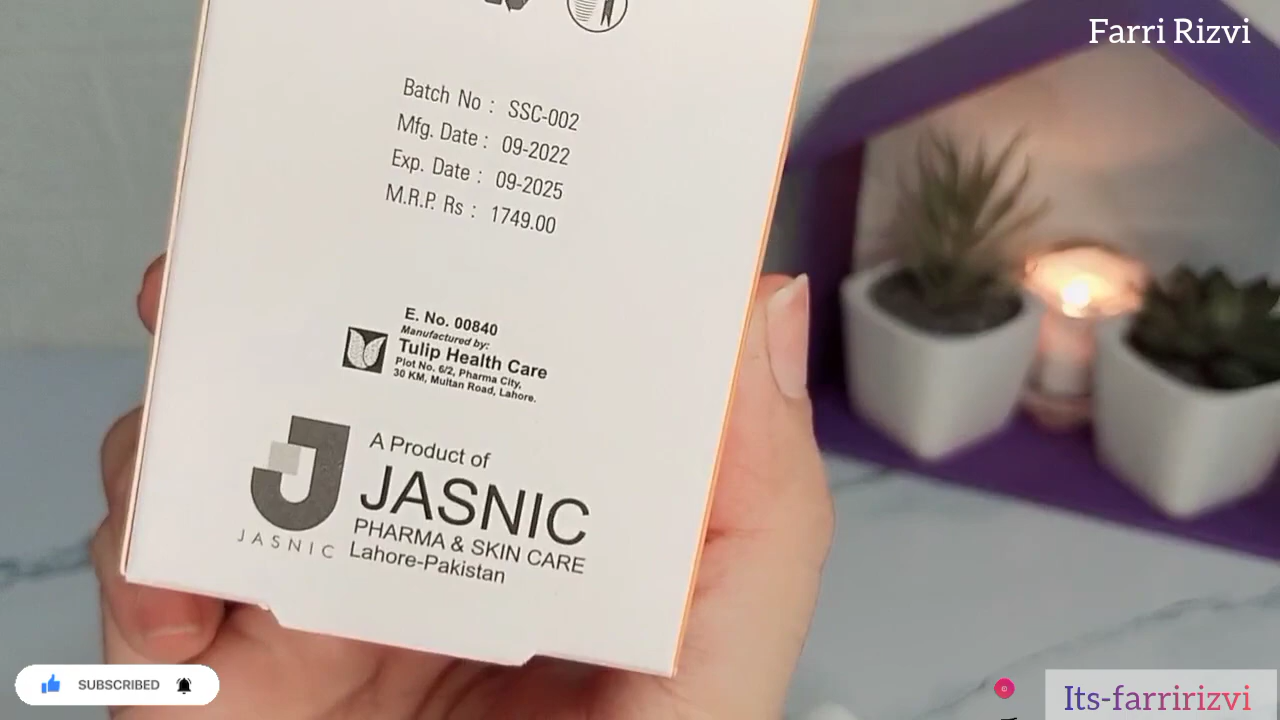 Farri Rizvi
Batch No : SSC-002
Mfg. Date : 09-2022
Exp. Date : 09-2025
M.R.P. Rs : 1749.00
E. No. 00840
Manufactured by:
Tulip Health Care
Plot No. 6/2, Pharma City,
30 KM, Multan Road, Lahore.
A Product of
JASNIC
PHARMA & SKIN CARE
Lahore-Pakistan
JASNIC
SUBSCRIBED
Its-farririzvi